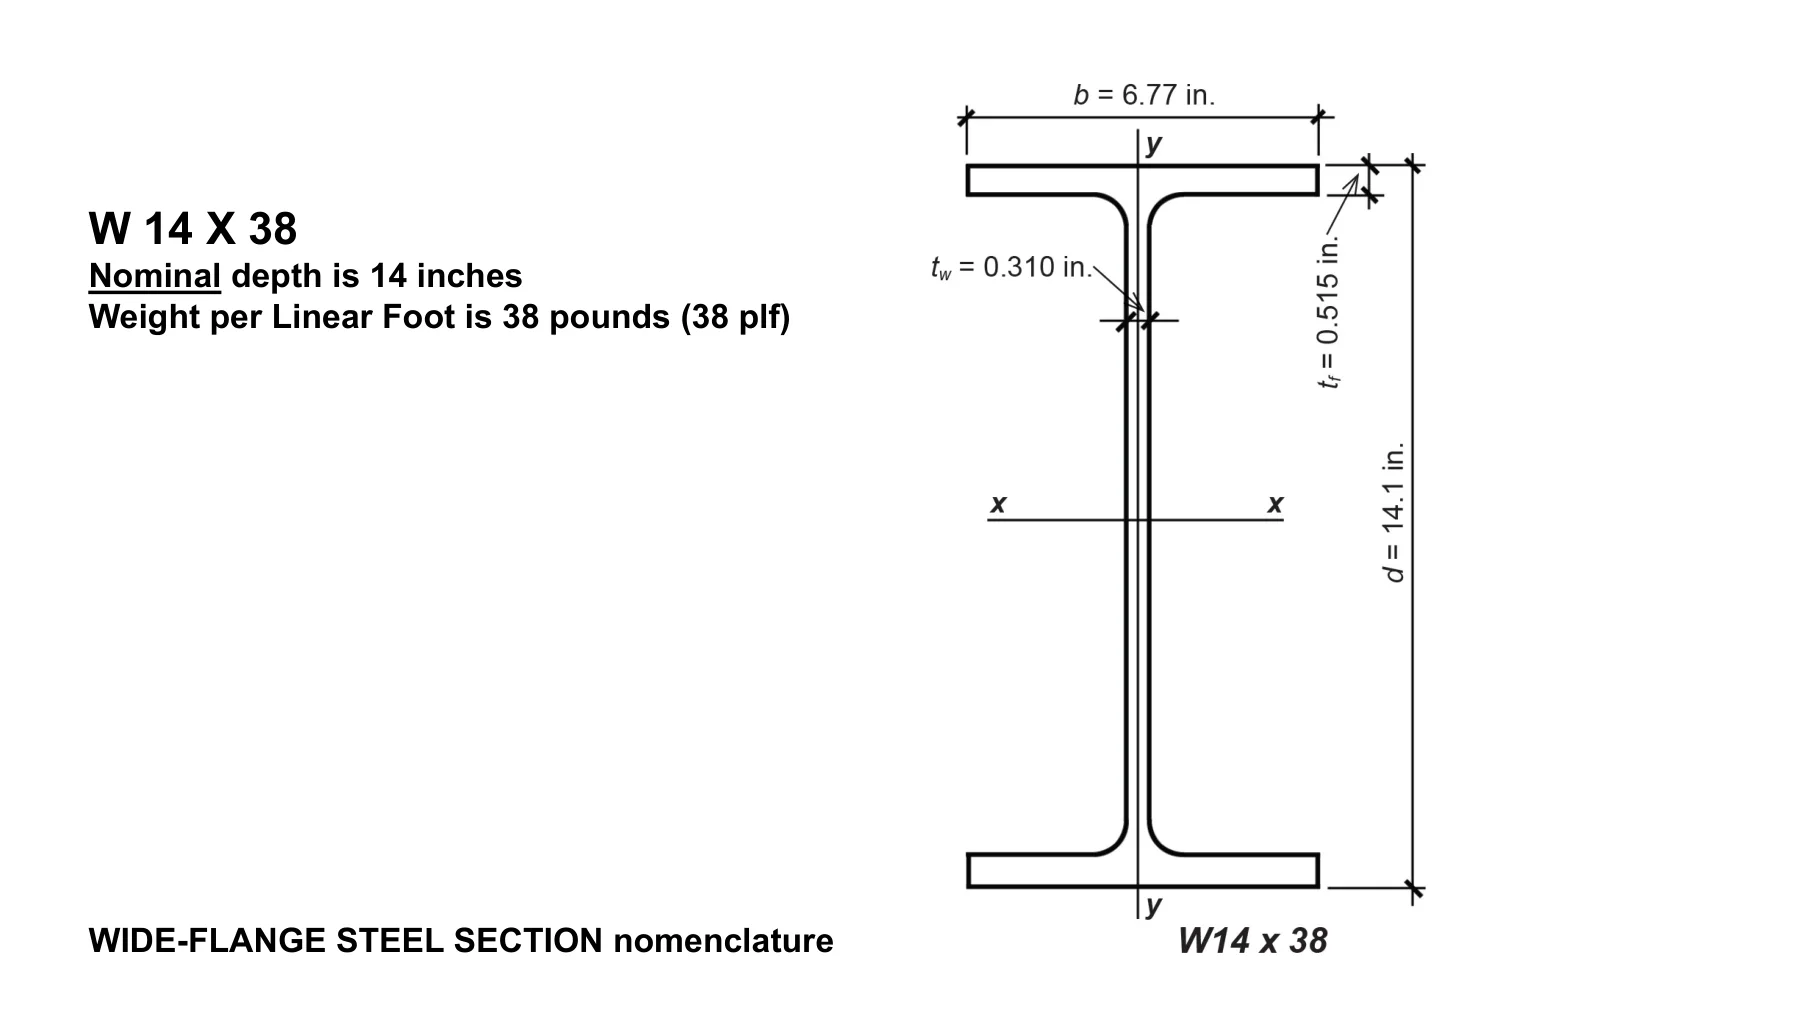 W 14 X 38
Nominal depth is 14 inches
Weight per Linear Foot is 38 pounds (38 plf)
WIDE-FLANGE STEEL SECTION nomenclature
b = 6.77 in.
y
tw = 0.310 in.
tf = 0.515 in.
x
x
d = 14.1 in.
y
W14 x 38